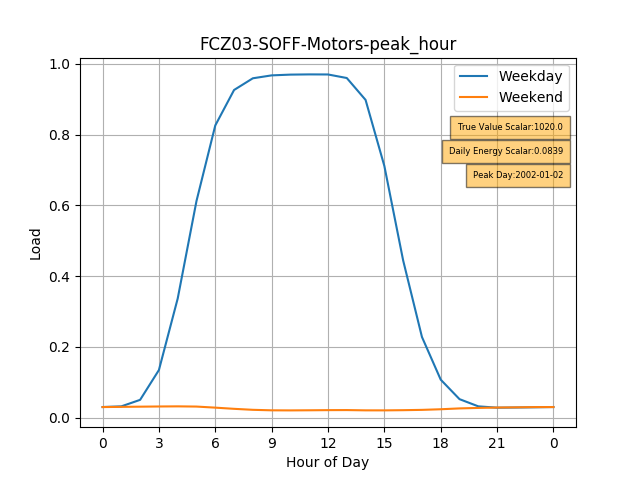 FCZ03-SOFF-Motors-peak_hour
1.0
0.8
0.6
0.4
0.2
0.0
Load
Weekday
Weekend
True Value Scalar:1020.0
Daily Energy Scalar:0.0839
Peak Day:2002-01-02
0 3 6 9 12 15 18 21 0
Hour of Day